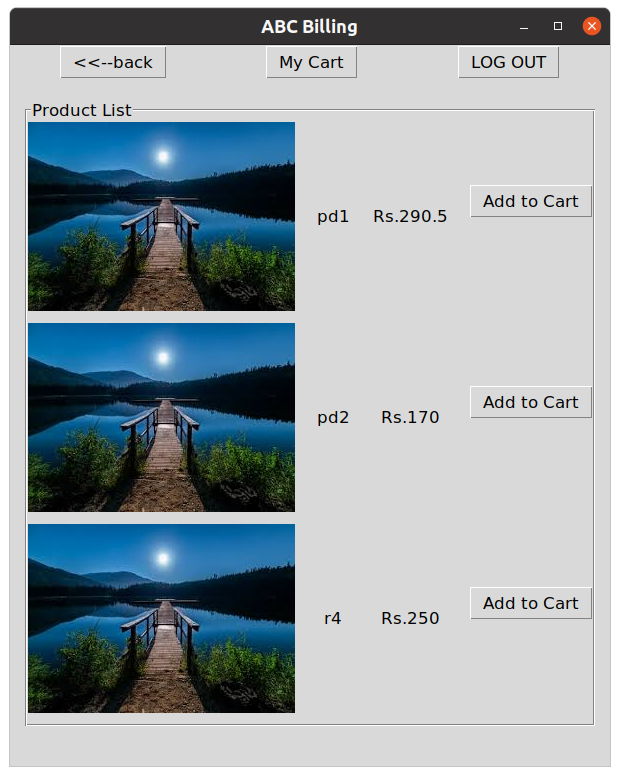 ABC Billing
<<--back My Cart LOG OUT
Product List
pd1 Rs.290.5 Add to Cart
pd2 Rs.170 Add to Cart
r4 Rs.250 Add to Cart